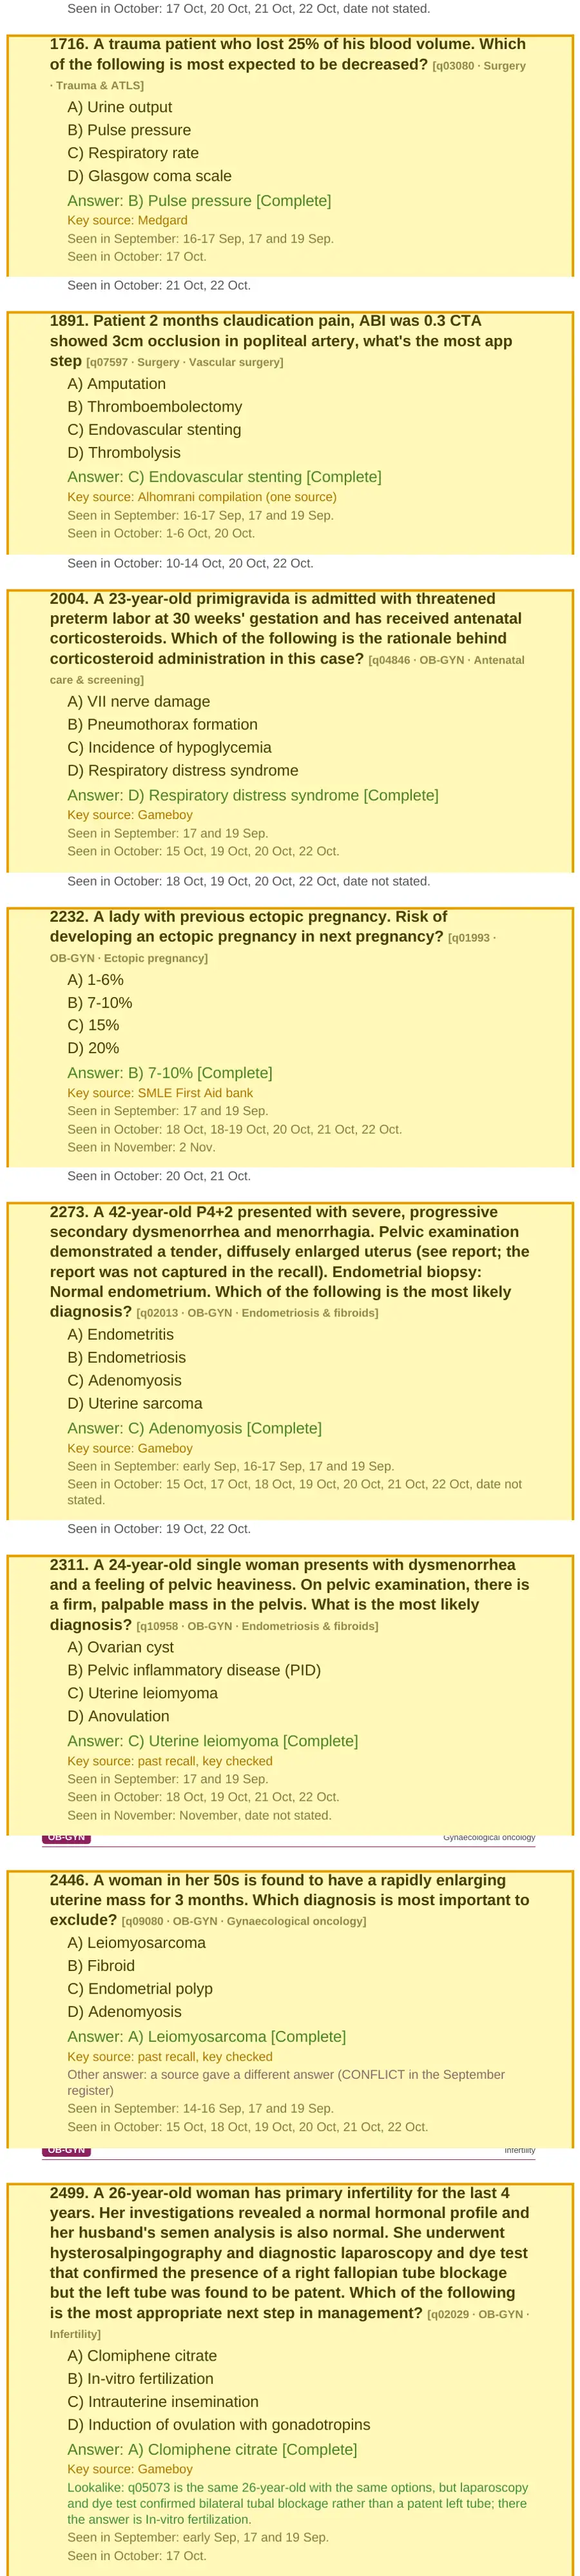 Seen in October: 17 Oct, 20 Oct, 21 Oct, 22 Oct, date not stated.
1716. A trauma patient who lost 25% of his blood volume. Which
of the following is most expected to be decreased? [q03080 · Surgery
· Trauma & ATLS]
A) Urine output
B) Pulse pressure
C) Respiratory rate
D) Glasgow coma scale
Answer: B) Pulse pressure [Complete]
Key source: Medgard
Seen in September: 16-17 Sep, 17 and 19 Sep.
Seen in October: 17 Oct.
Seen in October: 21 Oct, 22 Oct.
1891. Patient 2 months claudication pain, ABI was 0.3 CTA
showed 3cm occlusion in popliteal artery, what's the most app
step [q07597 · Surgery · Vascular surgery]
A) Amputation
B) Thromboembolectomy
C) Endovascular stenting
D) Thrombolysis
Answer: C) Endovascular stenting [Complete]
Key source: Alhomrani compilation (one source)
Seen in September: 16-17 Sep, 17 and 19 Sep.
Seen in October: 1-6 Oct, 20 Oct.
Seen in October: 10-14 Oct, 20 Oct, 22 Oct.
2004. A 23-year-old primigravida is admitted with threatened
preterm labor at 30 weeks' gestation and has received antenatal
corticosteroids. Which of the following is the rationale behind
corticosteroid administration in this case? [q04846 · OB-GYN · Antenatal
care & screening]
A) VII nerve damage
B) Pneumothorax formation
C) Incidence of hypoglycemia
D) Respiratory distress syndrome
Answer: D) Respiratory distress syndrome [Complete]
Key source: Gameboy
Seen in September: 17 and 19 Sep.
Seen in October: 15 Oct, 19 Oct, 20 Oct, 22 Oct.
Seen in October: 18 Oct, 19 Oct, 20 Oct, 22 Oct, date not stated.
2232. A lady with previous ectopic pregnancy. Risk of
developing an ectopic pregnancy in next pregnancy? [q01993 ·
OB-GYN · Ectopic pregnancy]
A) 1-6%
B) 7-10%
C) 15%
D) 20%
Answer: B) 7-10% [Complete]
Key source: SMLE First Aid bank
Seen in September: 17 and 19 Sep.
Seen in October: 18 Oct, 18-19 Oct, 20 Oct, 21 Oct, 22 Oct.
Seen in November: 2 Nov.
Seen in October: 20 Oct, 21 Oct.
2273. A 42-year-old P4+2 presented with severe, progressive
secondary dysmenorrhea and menorrhagia. Pelvic examination
demonstrated a tender, diffusely enlarged uterus (see report; the
report was not captured in the recall). Endometrial biopsy:
Normal endometrium. Which of the following is the most likely
diagnosis? [q02013 · OB-GYN · Endometriosis & fibroids]
A) Endometritis
B) Endometriosis
C) Adenomyosis
D) Uterine sarcoma
Answer: C) Adenomyosis [Complete]
Key source: Gameboy
Seen in September: early Sep, 16-17 Sep, 17 and 19 Sep.
Seen in October: 15 Oct, 17 Oct, 18 Oct, 19 Oct, 20 Oct, 21 Oct, 22 Oct, date not
stated.
Seen in October: 19 Oct, 22 Oct.
2311. A 24-year-old single woman presents with dysmenorrhea
and a feeling of pelvic heaviness. On pelvic examination, there is
a firm, palpable mass in the pelvis. What is the most likely
diagnosis? [q10958 · OB-GYN · Endometriosis & fibroids]
A) Ovarian cyst
B) Pelvic inflammatory disease (PID)
C) Uterine leiomyoma
D) Anovulation
Answer: C) Uterine leiomyoma [Complete]
Key source: past recall, key checked
Seen in September: 17 and 19 Sep.
Seen in October: 18 Oct, 19 Oct, 21 Oct, 22 Oct.
Seen in November: November, date not stated.
OB-GYN Gynaecological oncology
2446. A woman in her 50s is found to have a rapidly enlarging
uterine mass for 3 months. Which diagnosis is most important to
exclude? [q09080 · OB-GYN · Gynaecological oncology]
A) Leiomyosarcoma
B) Fibroid
C) Endometrial polyp
D) Adenomyosis
Answer: A) Leiomyosarcoma [Complete]
Key source: past recall, key checked
Other answer: a source gave a different answer (CONFLICT in the September
register)
Seen in September: 14-16 Sep, 17 and 19 Sep.
Seen in October: 15 Oct, 18 Oct, 19 Oct, 20 Oct, 21 Oct, 22 Oct.
OB-GYN Infertility
2499. A 26-year-old woman has primary infertility for the last 4
years. Her investigations revealed a normal hormonal profile and
her husband's semen analysis is also normal. She underwent
hysterosalpingography and diagnostic laparoscopy and dye test
that confirmed the presence of a right fallopian tube blockage
but the left tube was found to be patent. Which of the following
is the most appropriate next step in management? [q02029 · OB-GYN ·
Infertility]
A) Clomiphene citrate
B) In-vitro fertilization
C) Intrauterine insemination
D) Induction of ovulation with gonadotropins
Answer: A) Clomiphene citrate [Complete]
Key source: Gameboy
Lookalike: q05073 is the same 26-year-old with the same options, but laparoscopy
and dye test confirmed bilateral tubal blockage rather than a patent left tube; there
the answer is In-vitro fertilization.
Seen in September: early Sep, 17 and 19 Sep.
Seen in October: 17 Oct.